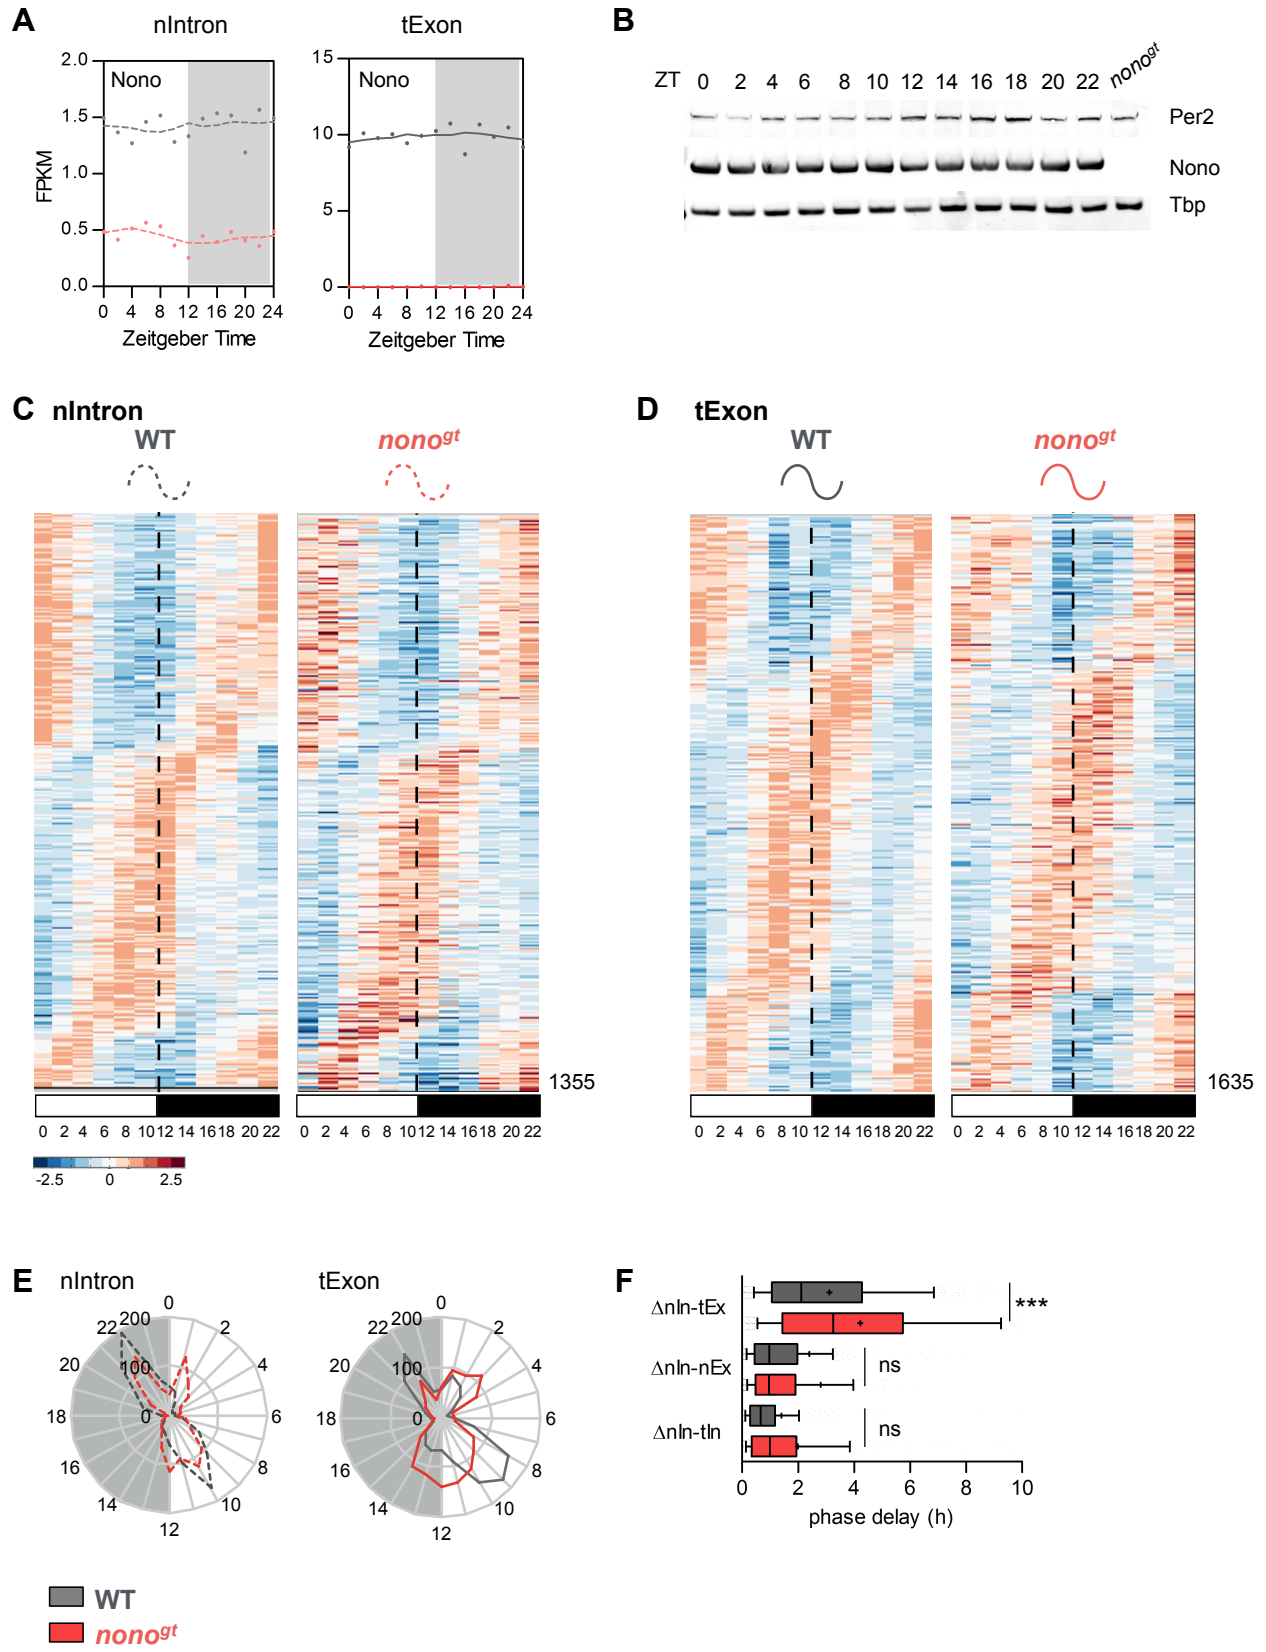 A
nIntron
tExon
2.0
1.5
1.0
0.5
0.0
FPKM
Nono
0 4 8 12 16 20 24
Zeitgeber Time
15
10
5
0
Nono
0 4 8 12 16 20 24
Zeitgeber Time
B
ZT 0 2 4 6 8 10 12 14 16 18 20 22 nonogt
Per2
Nono
Tbp
C nIntron
WT
nonogt
1355
0 2 4 6 8 10 12 14 16 18 20 22
0 2 4 6 8 10 12 14 16 18 20 22
-2.5 0 2.5
D tExon
WT
nonogt
1635
0 2 4 6 8 10 12 14 16 18 20 22
0 2 4 6 8 10 12 14 16 18 20 22
E
nIntron
0
2
4
6
8
10
12
14
16
18
20
22
200
100
0
tExon
0
2
4
6
8
10
12
14
16
18
20
22
200
100
0
WT
nonogt
F
ΔnIn-tEx
***
ΔnIn-nEx
ns
ΔnIn-tIn
ns
0 2 4 6 8 10
phase delay (h)